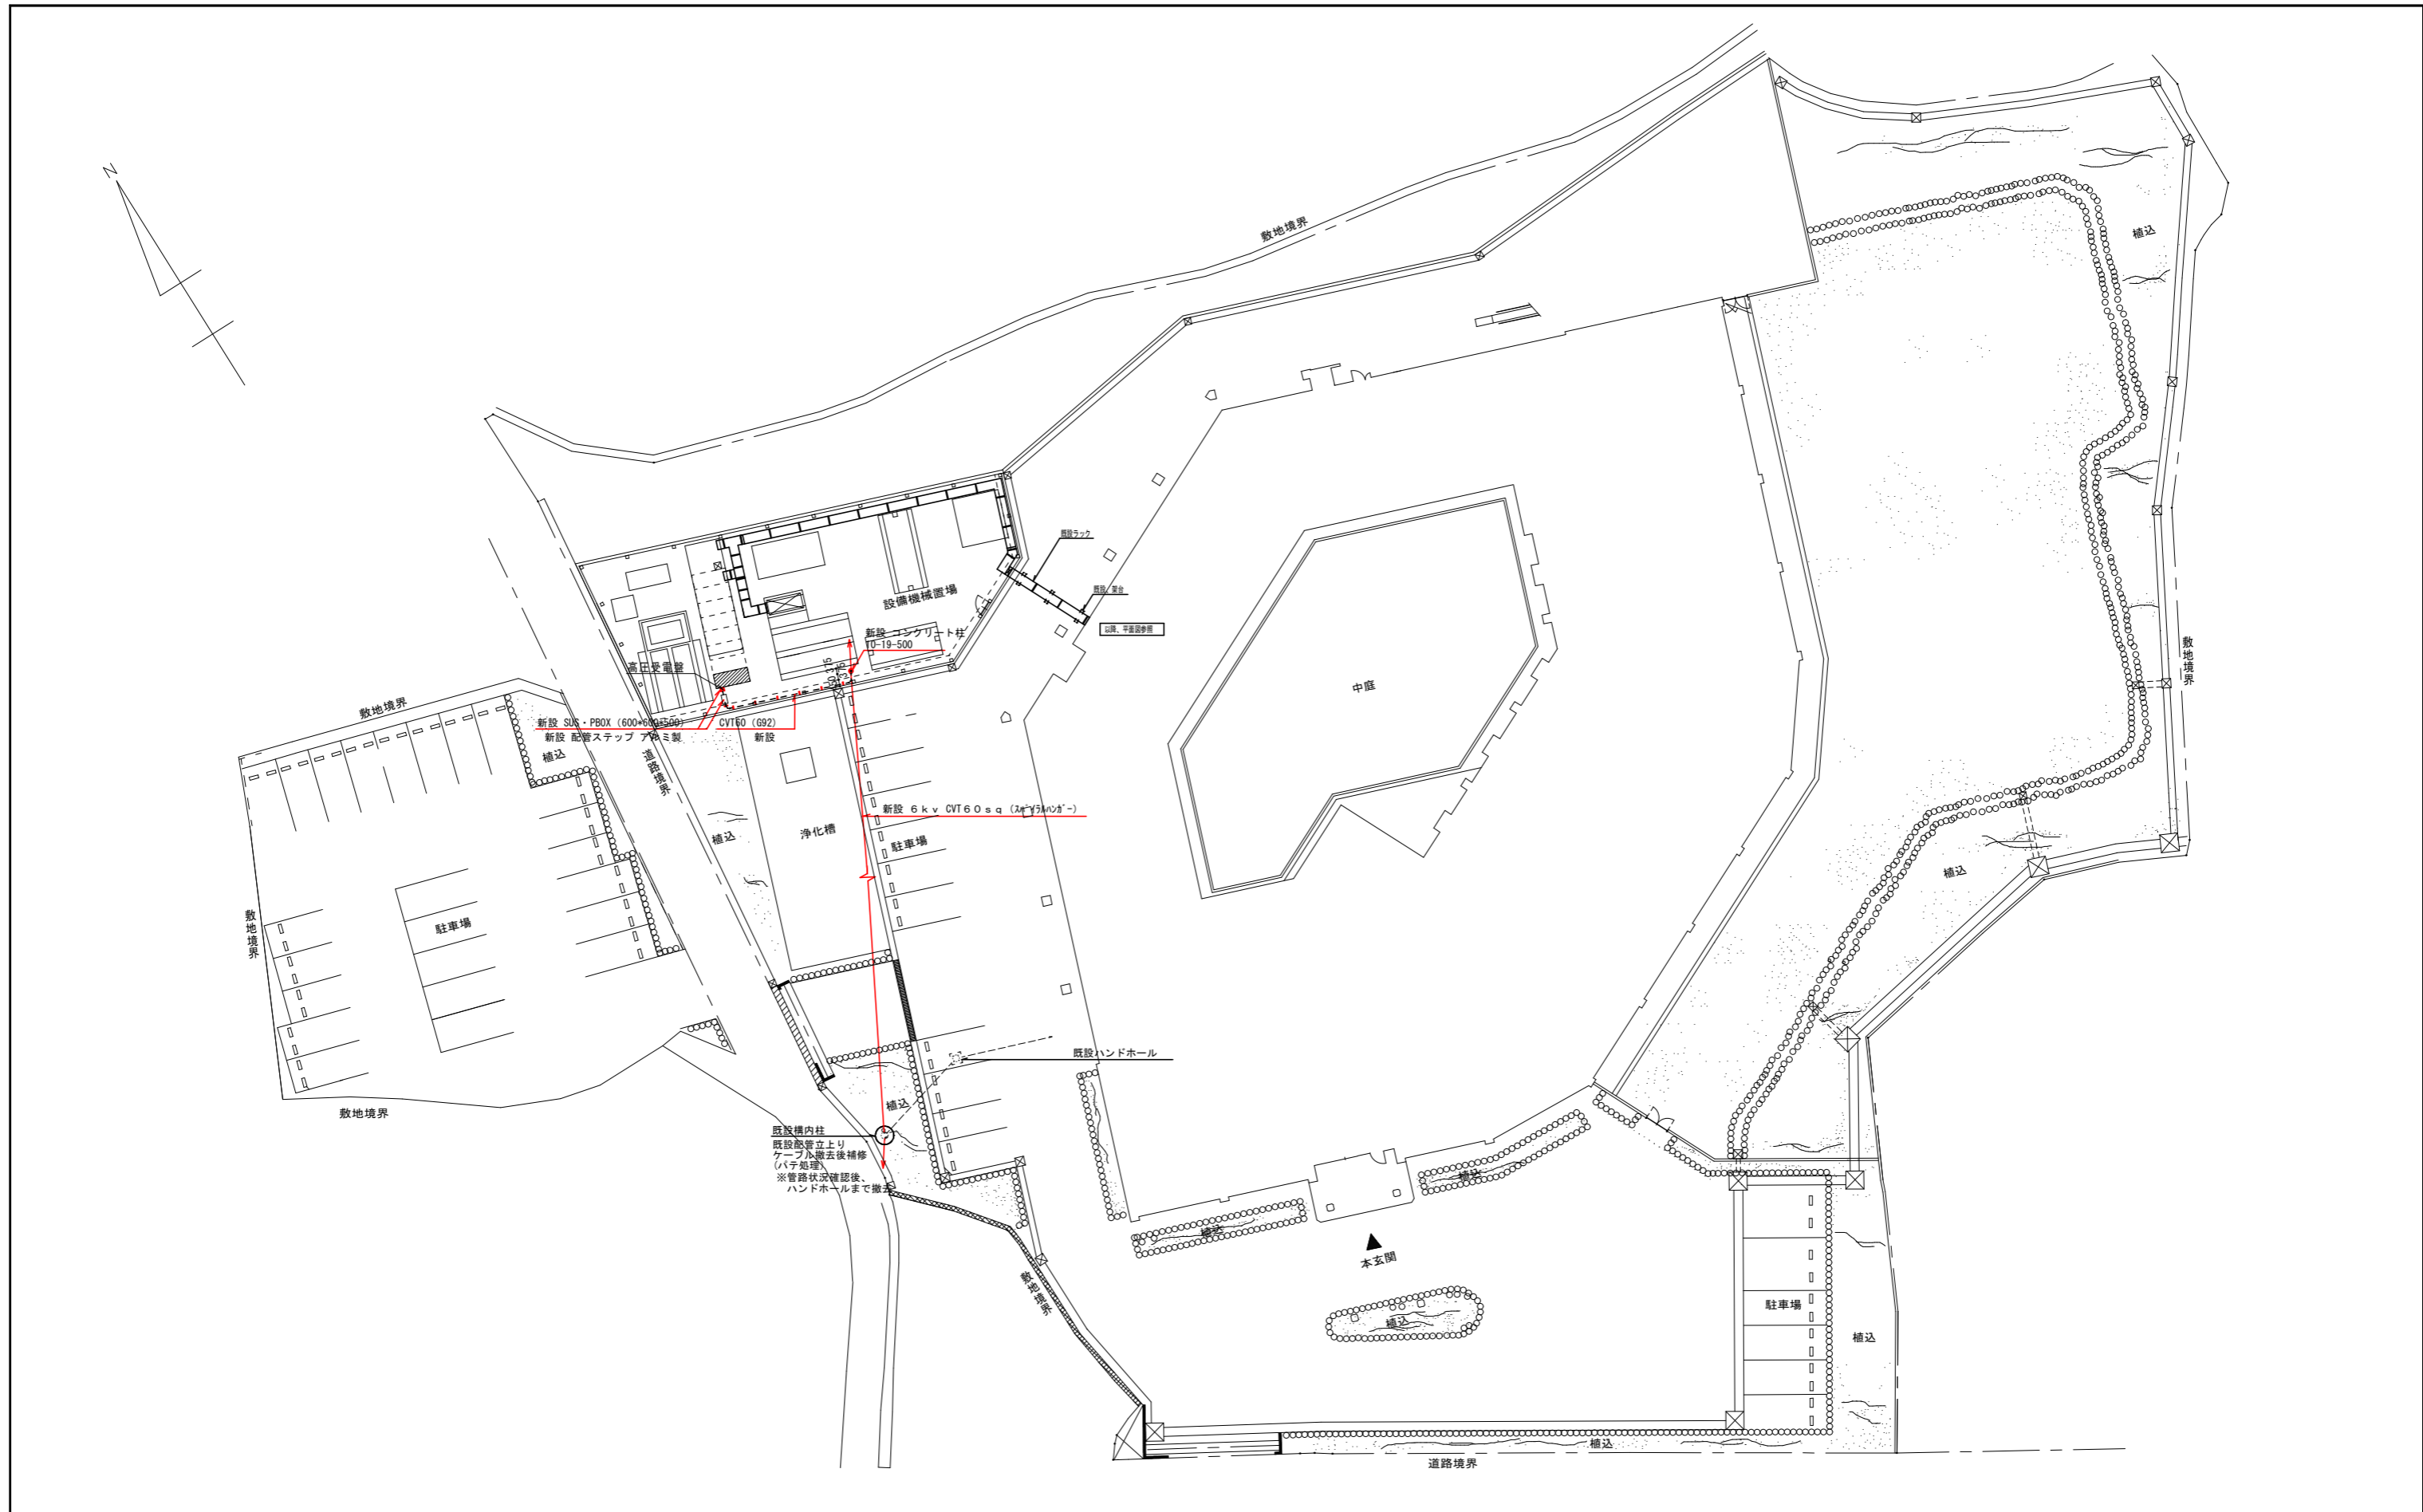 N
敷地境界
植込
既設ラック
既設 架台
以降、平面図参照
設備機械置場
新設 コンクリート柱
10-19-500
高圧受電盤
新設 SUS・PBOX (600*600*500)
新設 配管ステップ アルミ製
CVT60 (G92)
新設
中庭
敷地境界
敷地境界
植込
道路境界
植込
浄化槽
新設 6kv CVT60sq (スパイラルハンガー)
駐車場
植込
敷地境界
駐車場
既設ハンドホール
敷地境界
植込
既設構内柱
既設配管立上り
ケーブル撤去後補修
(パテ処理)
※管路状況確認後、
ハンドホールまで撤去
植込
植込
本玄関
敷地境界
植込
駐車場
植込
植込
道路境界